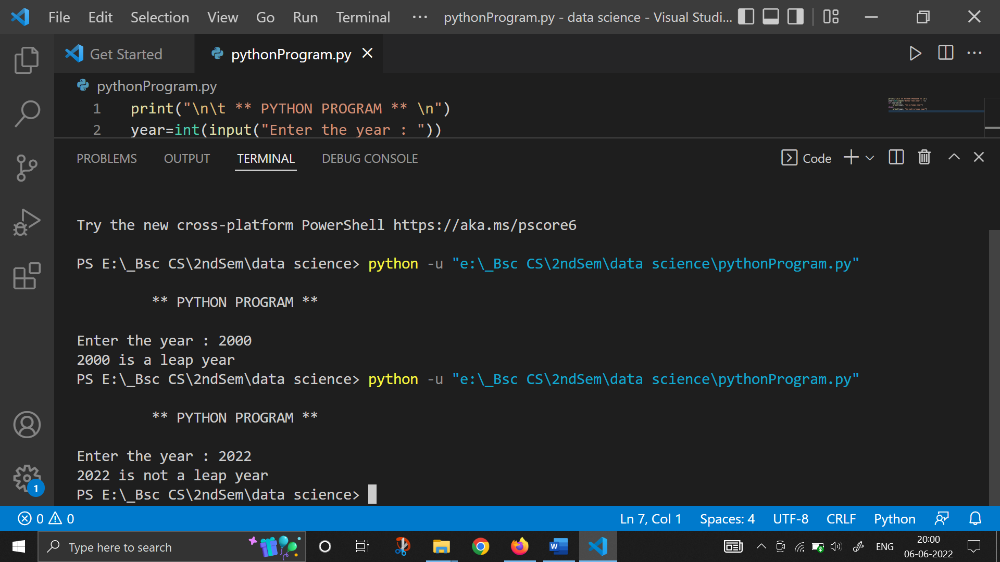 File Edit Selection View Go Run Terminal ··· pythonProgram.py - data science - Visual Studi...
Get Started pythonProgram.py
pythonProgram.py
1 print("\n\t ** PYTHON PROGRAM ** \n")
2 year=int(input("Enter the year : "))
PROBLEMS OUTPUT TERMINAL DEBUG CONSOLE Code
Try the new cross-platform PowerShell https://aka.ms/pscore6
PS E:\_Bsc CS\2ndSem\data science> python -u "e:\_Bsc CS\2ndSem\data science\pythonProgram.py"
** PYTHON PROGRAM **
Enter the year : 2000
2000 is a leap year
PS E:\_Bsc CS\2ndSem\data science> python -u "e:\_Bsc CS\2ndSem\data science\pythonProgram.py"
** PYTHON PROGRAM **
Enter the year : 2022
2022 is not a leap year
PS E:\_Bsc CS\2ndSem\data science>
1
0 0 Ln 7, Col 1 Spaces: 4 UTF-8 CRLF Python
Type here to search W ENG 20:00
06-06-2022